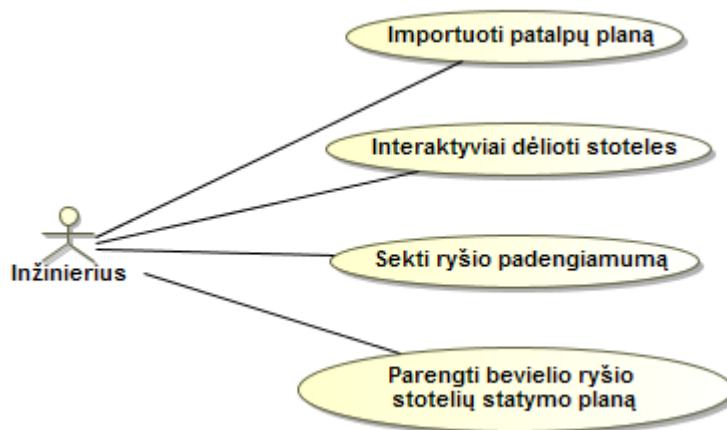 Importuoti patalpų planą
Interaktyviai dėlioti stoteles
Sekti ryšio padengiamumą
Inžinierius
Parengti bevielio ryšio
stotelių statymo planą